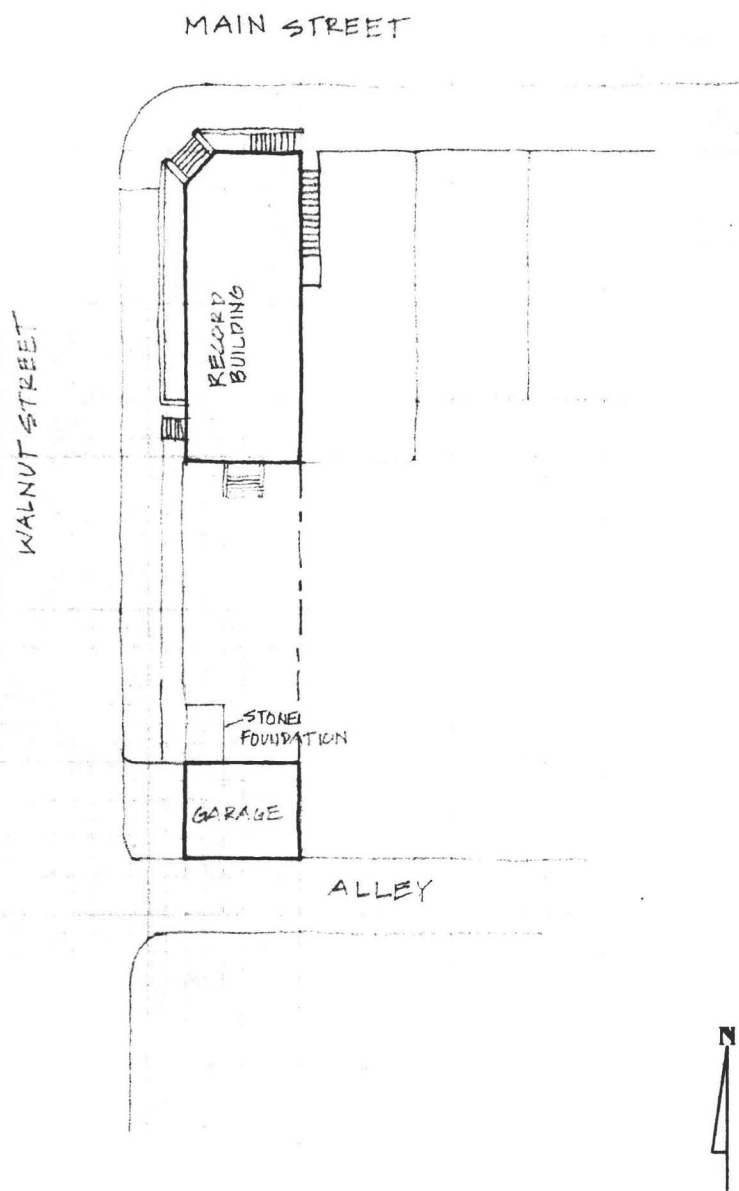 MAIN STREET
WALNUT STREET
RECORD
BUILDING
STONE
FOUNDATION
GARAGE
ALLEY
N